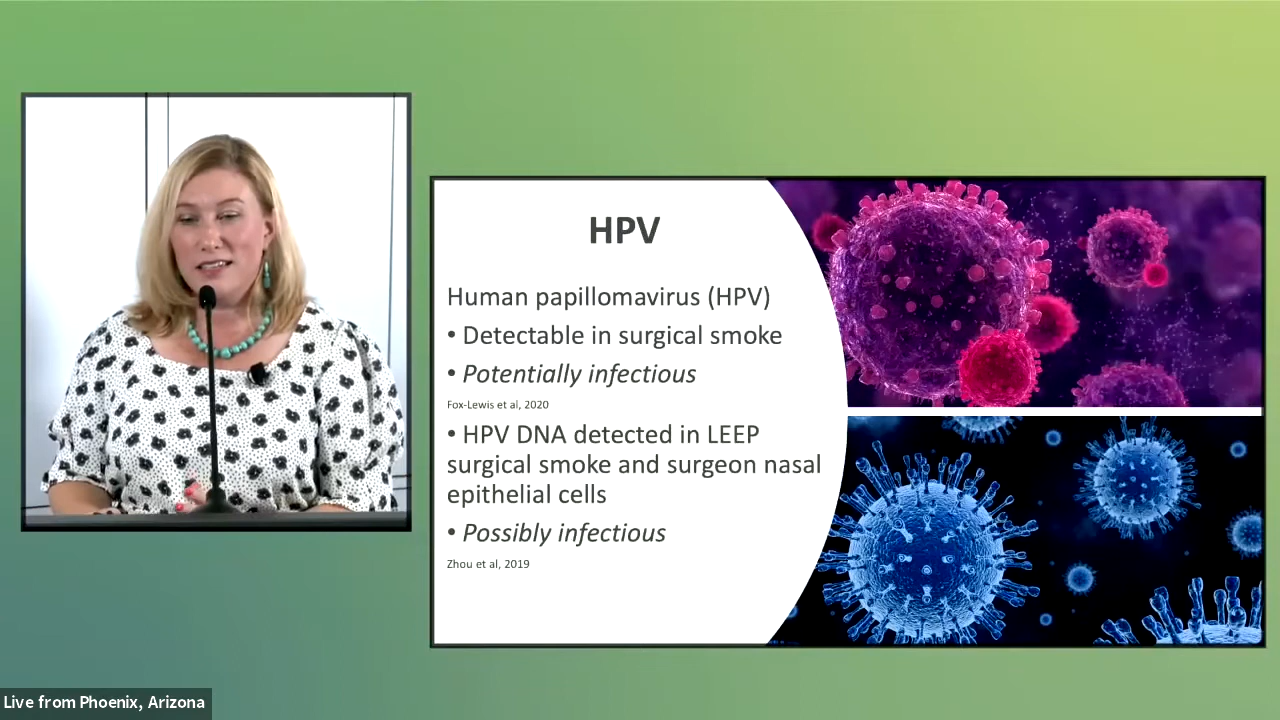 HPV
Human papillomavirus (HPV)
• Detectable in surgical smoke
• Potentially infectious
Fox-Lewis et al, 2020
• HPV DNA detected in LEEP
surgical smoke and surgeon nasal
epithelial cells
• Possibly infectious
Zhou et al, 2019
Live from Phoenix, Arizona